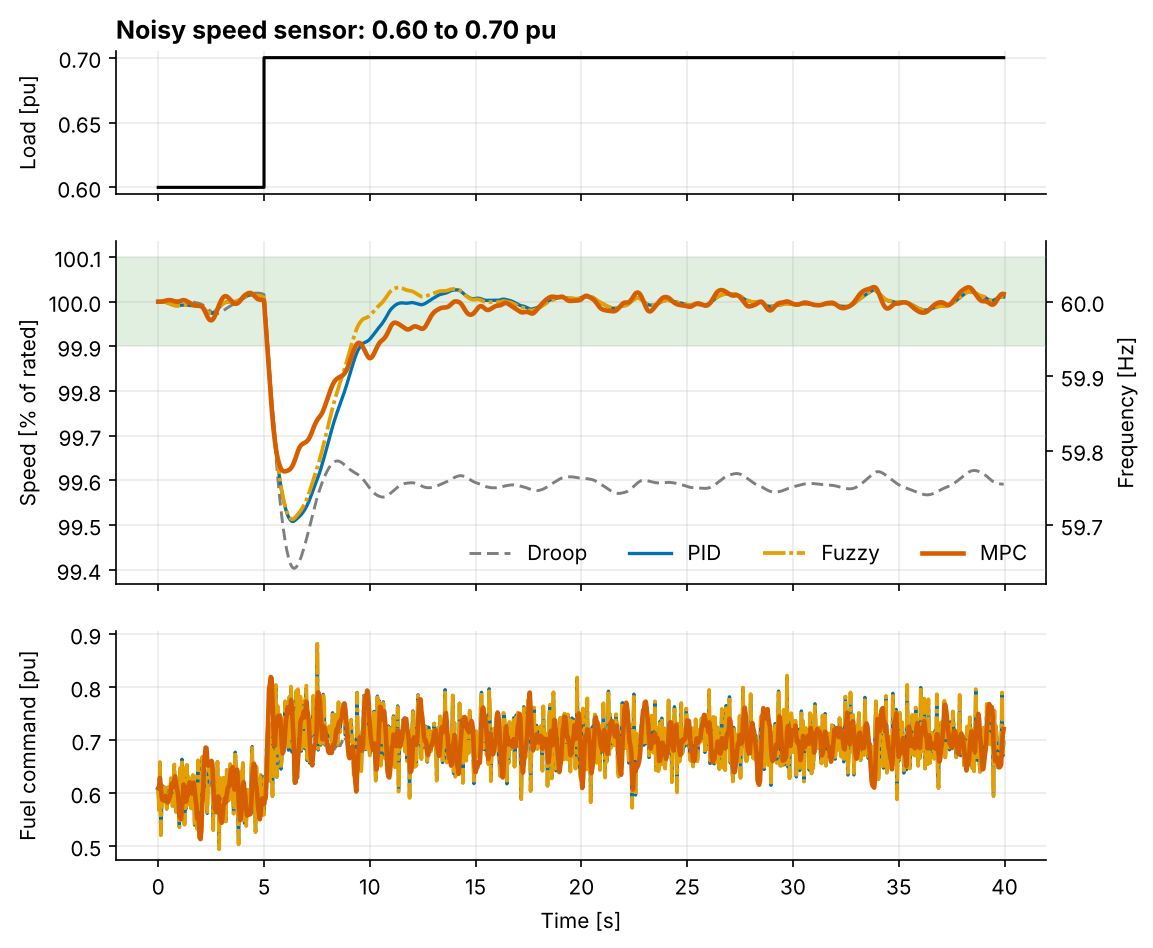 Noisy speed sensor: 0.60 to 0.70 pu
Load [pu]
0.70
0.65
0.60
Speed [% of rated]
100.1
100.0
99.9
99.8
99.7
99.6
99.5
99.4
60.0
59.9
59.8
59.7
Frequency [Hz]
Droop PID Fuzzy MPC
Fuel command [pu]
0.9
0.8
0.7
0.6
0.5
0 5 10 15 20 25 30 35 40
Time [s]